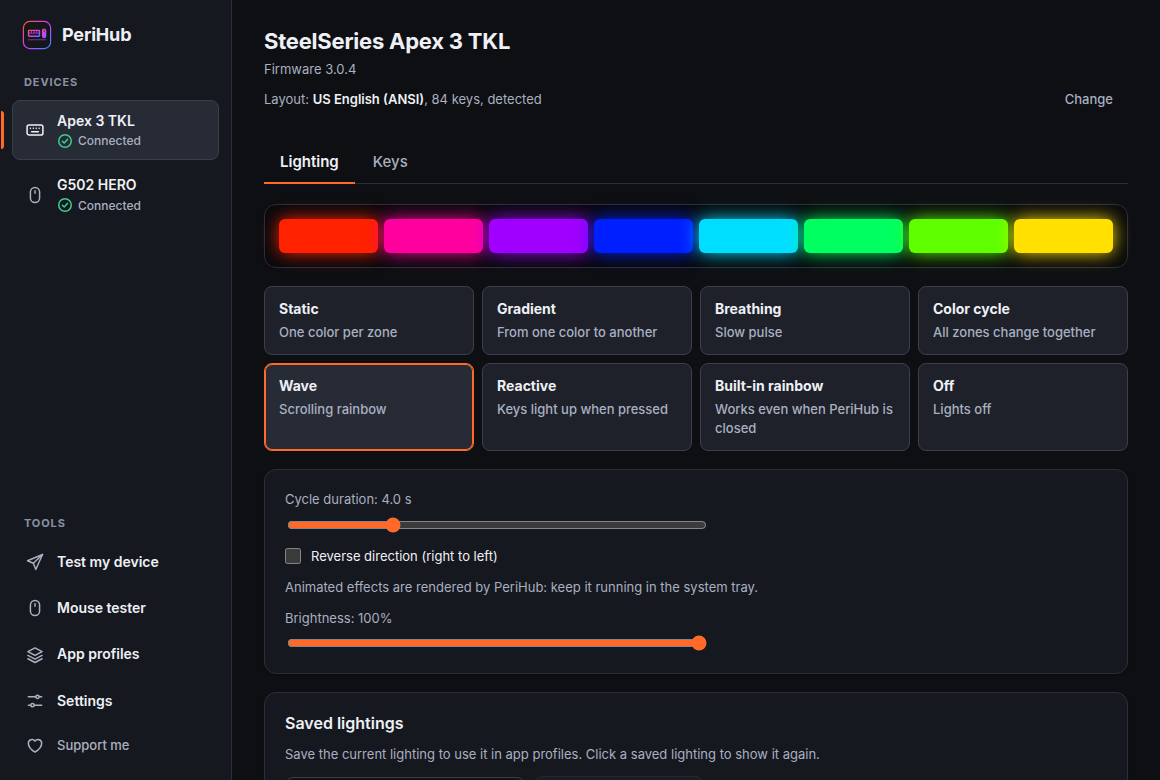 PeriHub
DEVICES
Apex 3 TKL
Connected
G502 HERO
Connected
TOOLS
Test my device
Mouse tester
App profiles
Settings
Support me
SteelSeries Apex 3 TKL
Firmware 3.0.4
Layout: US English (ANSI), 84 keys, detected
Change
Lighting
Keys
Static
One color per zone
Gradient
From one color to another
Breathing
Slow pulse
Color cycle
All zones change together
Wave
Scrolling rainbow
Reactive
Keys light up when pressed
Built-in rainbow
Works even when PeriHub is
closed
Off
Lights off
Cycle duration: 4.0 s
Reverse direction (right to left)
Animated effects are rendered by PeriHub: keep it running in the system tray.
Brightness: 100%
Saved lightings
Save the current lighting to use it in app profiles. Click a saved lighting to show it again.